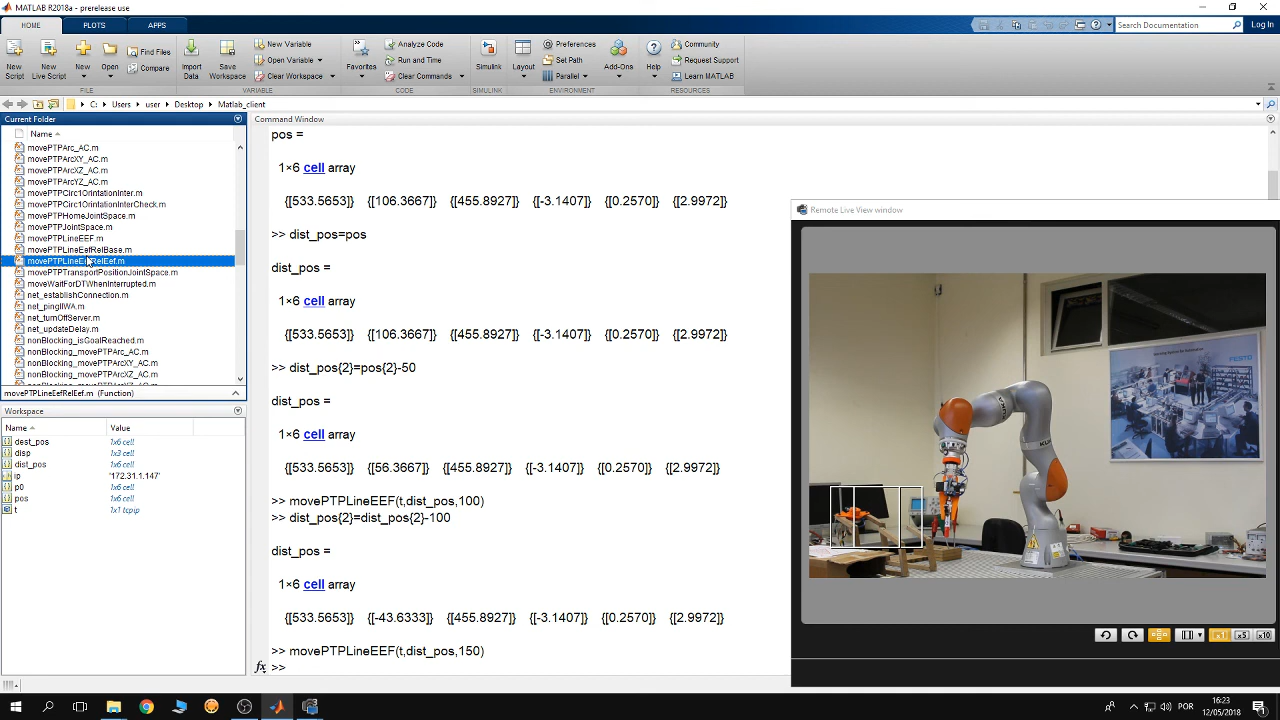 MATLAB R2018a - prerelease use
HOME PLOTS APPS
Search Documentation
Log In
New Script
New Live Script
New
Open
Find Files
Compare
Import Data
Save Workspace
New Variable
Open Variable
Clear Workspace
Favorites
Analyze Code
Run and Time
Clear Commands
Simulink
Layout
Preferences
Set Path
Parallel
Add-Ons
Help
Community
Request Support
Learn MATLAB
FILE VARIABLE CODE SIMULINK ENVIRONMENT RESOURCES
C: Users user Desktop Matlab_client
Current Folder
Name
movePTPArc_AC.m
movePTPArcXY_AC.m
movePTPArcXZ_AC.m
movePTPArcYZ_AC.m
movePTPCirc1OrintationInter.m
movePTPCirc1OrintationInterCheck.m
movePTPHomeJointSpace.m
movePTPJointSpace.m
movePTPLineEEF.m
movePTPLineEefRelBase.m
movePTPLineEefRelEef.m
movePTPTransportPositionJointSpace.m
moveWaitForDTWhenInterrupted.m
net_establishConnection.m
net_pingIIWA.m
net_turnOffServer.m
net_updateDelay.m
nonBlocking_isGoalReached.m
nonBlocking_movePTPArc_AC.m
nonBlocking_movePTPArcXY_AC.m
nonBlocking_movePTPArcXZ_AC.m
nonBlocking_movePTPArcYZ_AC.m
movePTPLineEefRelEef.m (Function)
Workspace
Name Value
dest_pos 1x6 cell
disp 1x3 cell
dist_pos 1x6 cell
ip '172.31.1.147'
p0 1x6 cell
pos 1x6 cell
t 1x1 tcpip
Command Window
pos =
1×6 cell array
{[533.5653]} {[106.3667]} {[455.8927]} {[-3.1407]} {[0.2570]} {[2.9972]}
>> dist_pos=pos
dist_pos =
1×6 cell array
{[533.5653]} {[106.3667]} {[455.8927]} {[-3.1407]} {[0.2570]} {[2.9972]}
>> dist_pos{2}=pos{2}-50
dist_pos =
1×6 cell array
{[533.5653]} {[56.3667]} {[455.8927]} {[-3.1407]} {[0.2570]} {[2.9972]}
>> movePTPLineEEF(t,dist_pos,100)
>> dist_pos{2}=dist_pos{2}-100
dist_pos =
1×6 cell array
{[533.5653]} {[-43.6333]} {[455.8927]} {[-3.1407]} {[0.2570]} {[2.9972]}
>> movePTPLineEEF(t,dist_pos,150)
fx >>
Remote Live View window
FESTO
KUKA
x1 x5 x10
POR
16:23
12/05/2018